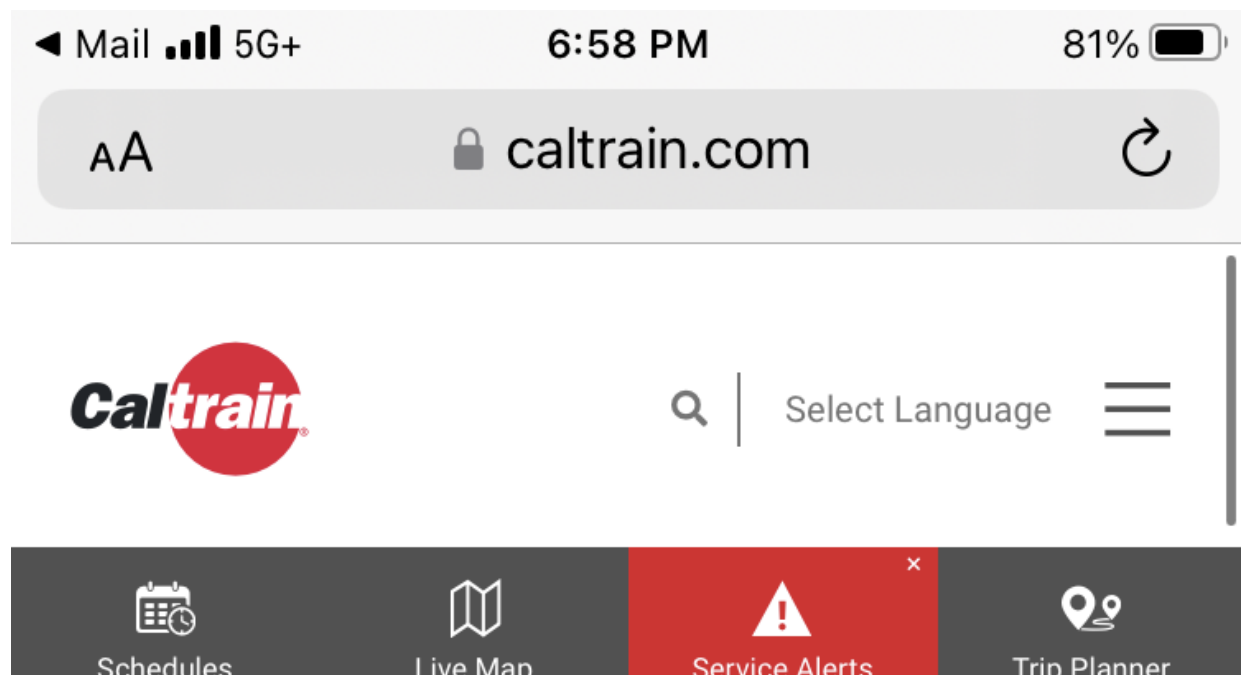 Mail 5G+ 6:58 PM 81%
AA caltrain.com
Caltrain® Select Language
Schedules Live Map Service Alerts Trip Planner